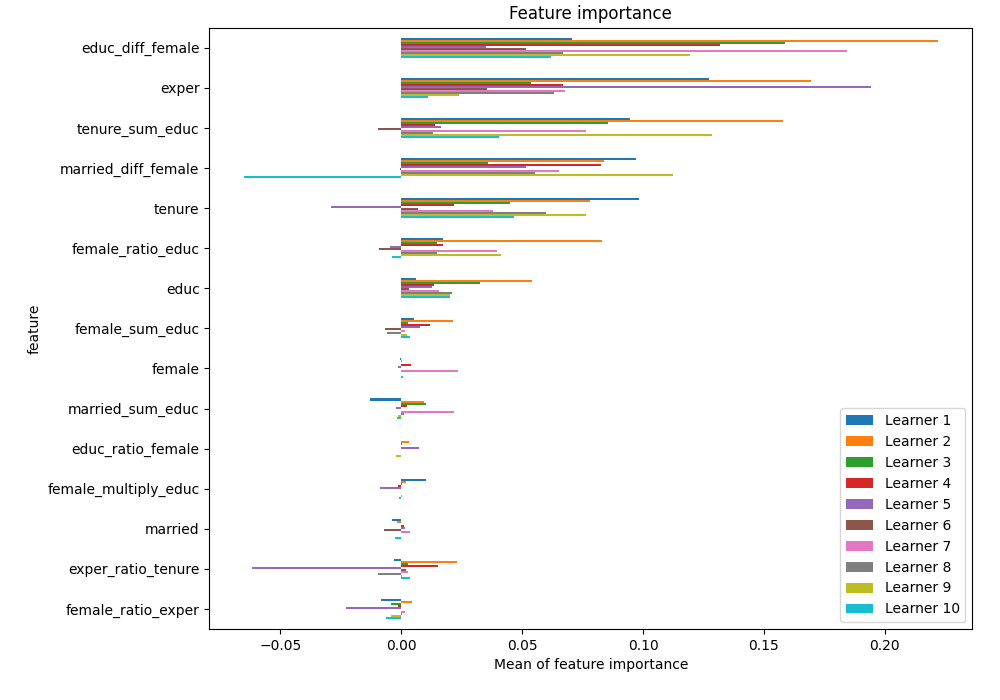 Feature importance
educ_diff_female
exper
tenure_sum_educ
married_diff_female
tenure
female_ratio_educ
educ
female_sum_educ
female
married_sum_educ
educ_ratio_female
female_multiply_educ
married
exper_ratio_tenure
female_ratio_exper
feature
Learner 1
Learner 2
Learner 3
Learner 4
Learner 5
Learner 6
Learner 7
Learner 8
Learner 9
Learner 10
−0.05 0.00 0.05 0.10 0.15 0.20
Mean of feature importance